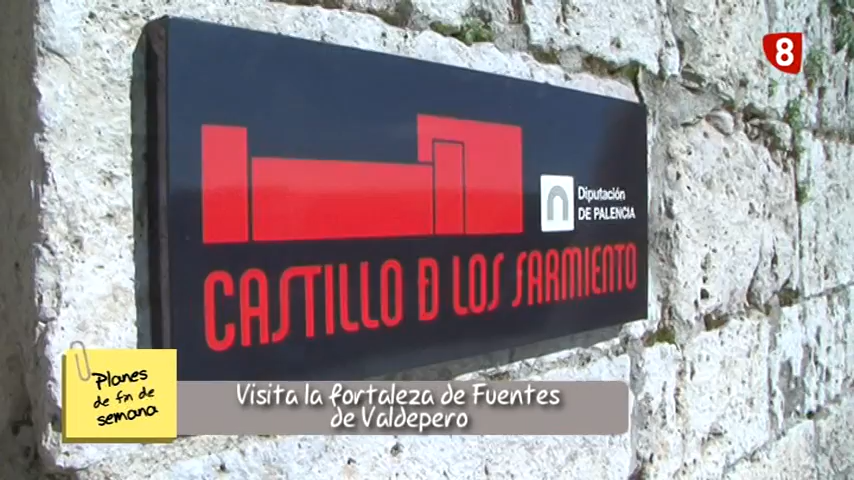 8
Diputación
DE PALENCIA
CASTILLO D LOS SARMIENTO
Planes
de fin de
semana
Visita la fortaleza de Fuentes
de Valdepero